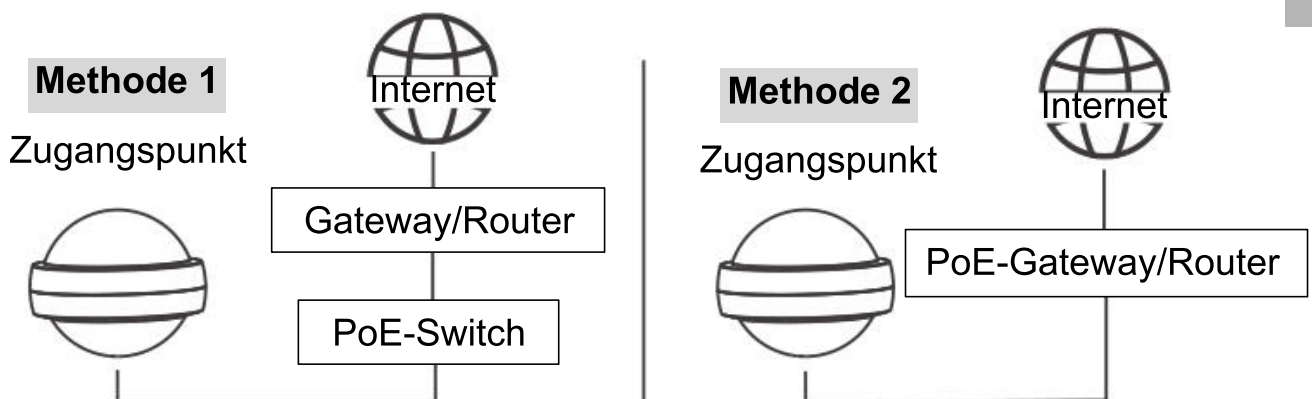 Methode 1
Internet
Zugangspunkt
Gateway/Router
PoE-Switch
Methode 2
Internet
Zugangspunkt
PoE-Gateway/Router